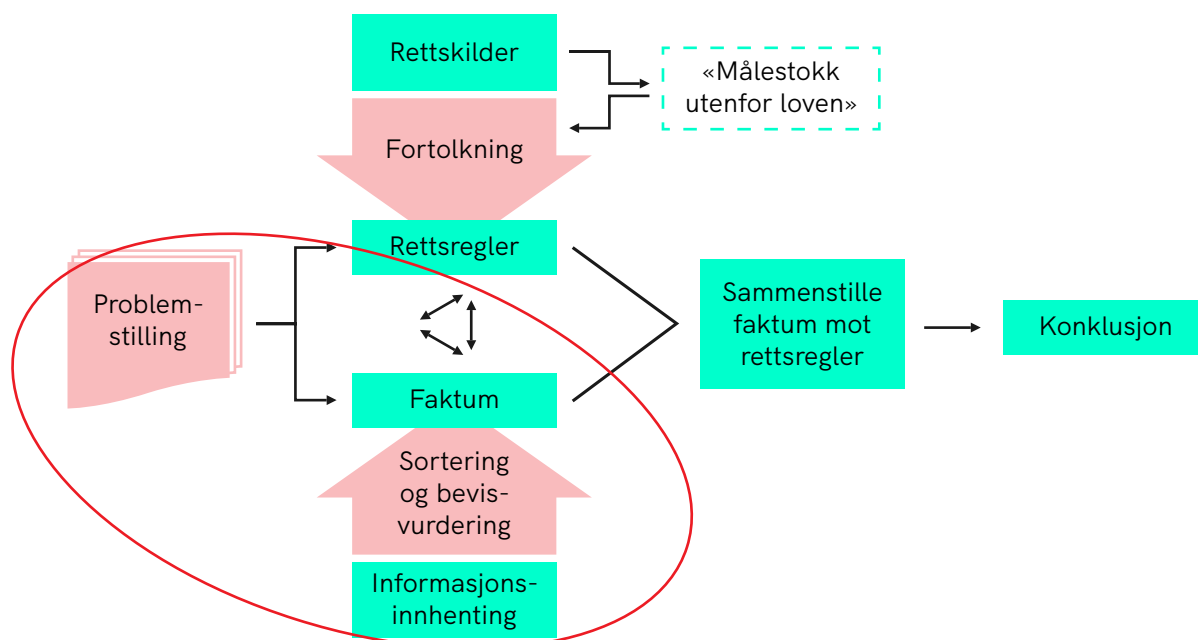 Rettskilder
«Målestokk
utenfor loven»
Fortolkning
Rettsregler
Problem-
stilling
Sammenstille
faktum mot
rettsregler
Konklusjon
Faktum
Sortering
og bevis-
vurdering
Informasjons-
innhenting